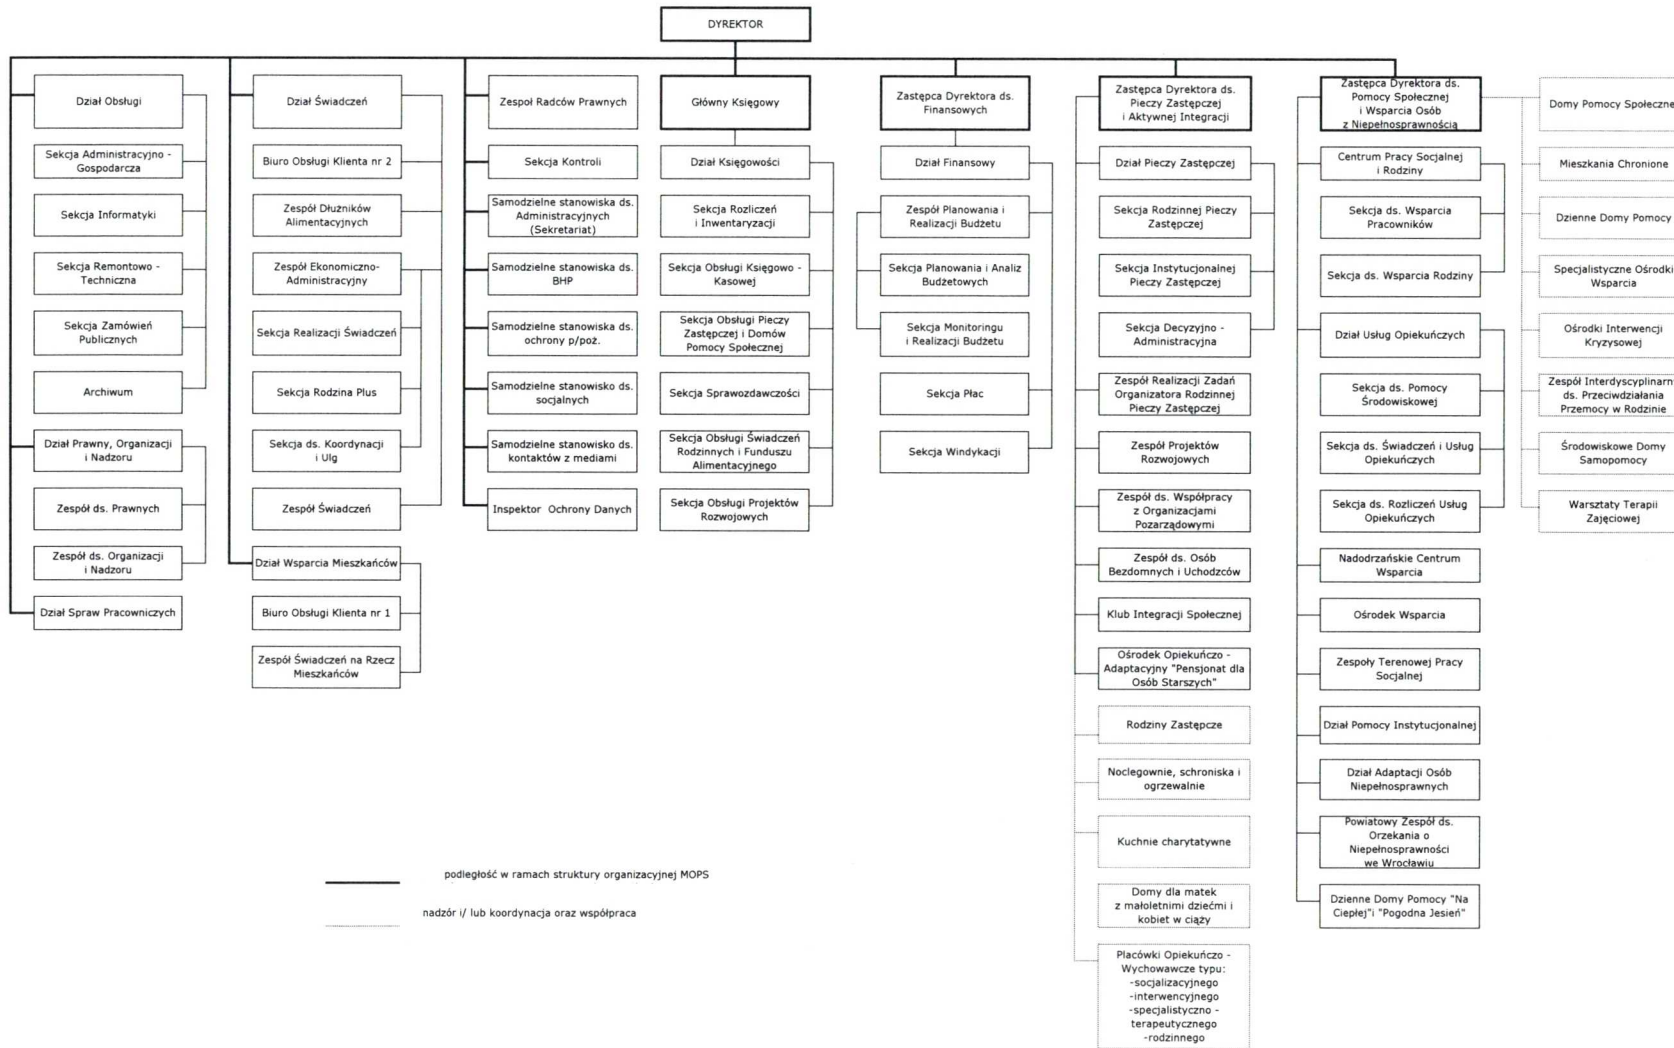 DYREKTOR
Dział Obsługi
Sekcja Administracyjno -
Gospodarcza
Sekcja Informatyki
Sekcja Remontowo -
Techniczna
Sekcja Zamówień
Publicznych
Archiwum
Dział Prawny, Organizacji
i Nadzoru
Zespół ds. Prawnych
Zespół ds. Organizacji
i Nadzoru
Dział Spraw Pracowniczych
Dział Świadczeń
Biuro Obsługi Klienta nr 2
Zespół Dłużników
Alimentacyjnych
Zespół Ekonomiczno-
Administracyjny
Sekcja Realizacji Świadczeń
Sekcja Rodzina Plus
Sekcja ds. Koordynacji
i Ulg
Zespół Świadczeń
Dział Wsparcia Mieszkańców
Biuro Obsługi Klienta nr 1
Zespół Świadczeń na Rzecz
Mieszkańców
Zespoł Radców Prawnych
Sekcja Kontroli
Samodzielne stanowiska ds.
Administracyjnych
(Sekretariat)
Samodzielne stanowiska ds.
BHP
Samodzielne stanowiska ds.
ochrony p/poż.
Samodzielne stanowisko ds.
socjalnych
Samodzielne stanowisko ds.
kontaktów z mediami
Inspektor Ochrony Danych
Główny Księgowy
Dział Księgowości
Sekcja Rozliczeń
i Inwentaryzacji
Sekcja Obsługi Księgowo -
Kasowej
Sekcja Obsługi Pieczy
Zastępczej i Domów
Pomocy Społecznej
Sekcja Sprawozdawczości
Sekcja Obsługi Świadczeń
Rodzinnych i Funduszu
Alimentacyjnego
Sekcja Obsługi Projektów
Rozwojowych
Zastępca Dyrektora ds.
Finansowych
Dział Finansowy
Zespół Planowania i
Realizacji Budżetu
Sekcja Planowania i Analiz
Budżetowych
Sekcja Monitoringu
i Realizacji Budżetu
Sekcja Płac
Sekcja Windykacji
Zastępca Dyrektora ds.
Pieczy Zastępczej
i Aktywnej Integracji
Dział Pieczy Zastępczej
Sekcja Rodzinnej Pieczy
Zastępczej
Sekcja Instytucjonalnej
Pieczy Zastępczej
Sekcja Decyzyjno -
Administracyjna
Zespół Realizacji Zadań
Organizatora Rodzinnej
Pieczy Zastępczej
Zespół Projektów
Rozwojowych
Zespół ds. Współpracy
z Organizacjami
Pozarządowymi
Zespół ds. Osób
Bezdomnych i Uchodzców
Klub Integracji Społecznej
Ośrodek Opiekuńczo -
Adaptacyjny "Pensjonat dla
Osób Starszych"
Rodziny Zastępcze
Noclegownie, schroniska i
ogrzewalnie
Kuchnie charytatywne
Domy dla matek
z małoletnimi dziećmi i
kobiet w ciąży
Placówki Opiekuńczo -
Wychowawcze typu:
-socjalizacyjnego
-interwencyjnego
-specjalistyczno -
terapeutycznego
-rodzinnego
Zastępca Dyrektora ds.
Pomocy Społecznej
i Wsparcia Osób
z Niepełnosprawnością
Centrum Pracy Socjalnej
i Rodziny
Sekcja ds. Wsparcia
Pracowników
Sekcja ds. Wsparcia Rodziny
Dział Usług Opiekuńczych
Sekcja ds. Pomocy
Środowiskowej
Sekcja ds. Świadczeń i Usług
Opiekuńczych
Sekcja ds. Rozliczeń Usług
Opiekuńczych
Nadodrzańskie Centrum
Wsparcia
Ośrodek Wsparcia
Zespoły Terenowej Pracy
Socjalnej
Dział Pomocy Instytucjonalnej
Dział Adaptacji Osób
Niepełnosprawnych
Powiatowy Zespół ds.
Orzekania o
Niepełnosprawności
we Wrocławiu
Dzienne Domy Pomocy "Na
Ciepłej"i "Pogodna Jesień"
Domy Pomocy Społecznej
Mieszkania Chronione
Dzienne Domy Pomocy
Specjalistyczne Ośrodki
Wsparcia
Ośrodki Interwencji
Kryzysowej
Zespół Interdyscyplinarny
ds. Przeciwdziałania
Przemocy w Rodzinie
Środowiskowe Domy
Samopomocy
Warsztaty Terapii
Zajęciowej
podległość w ramach struktury organizacyjnej MOPS
nadzór i/ lub koordynacja oraz współpraca